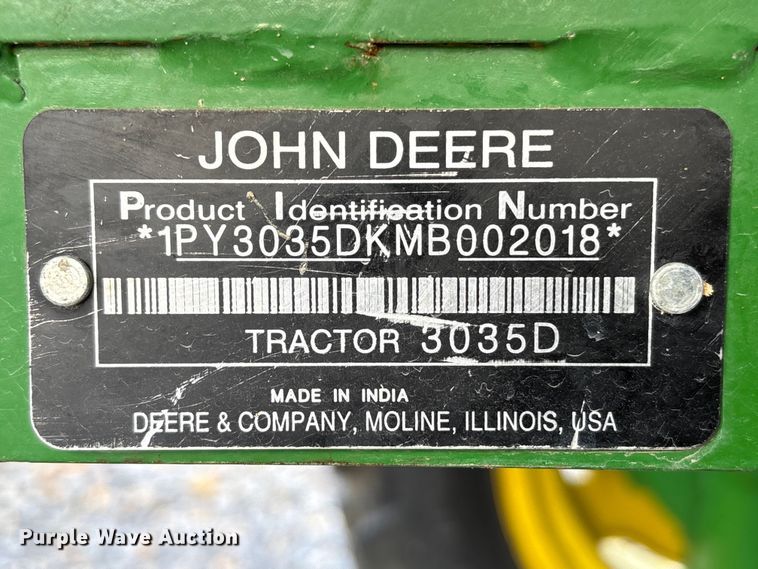 JOHN DEERE
Product Identification Number
*1PY3035DKMB002018*
TRACTOR 3035D
MADE IN INDIA
DEERE & COMPANY, MOLINE, ILLINOIS, USA
Purple Wave Auction